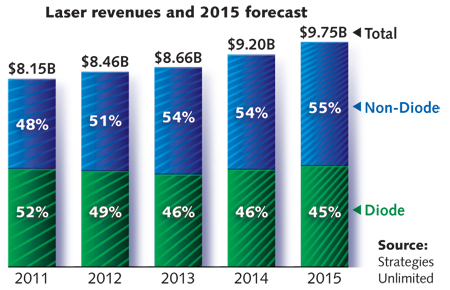 Laser revenues and 2015 forecast
$8.15B
$8.46B
$8.66B
$9.20B
$9.75B
Total
48%
51%
54%
54%
55%
Non-Diode
52%
49%
46%
46%
45%
Diode
Source:
Strategies
Unlimited
2011
2012
2013
2014
2015